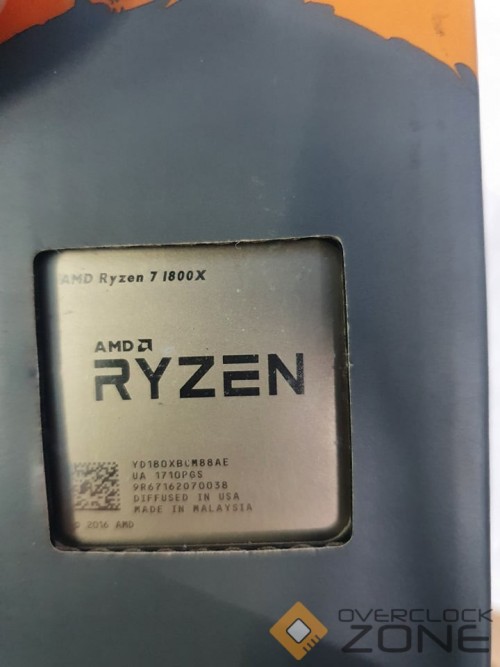 AMD Ryzen 7 1800X
AMD
RYZEN
YD180XBCM88AE
UA 1710PGS
9R67162070038
DIFFUSED IN USA
MADE IN MALAYSIA
© 2016 AMD
OVERCLOCK
ZONE